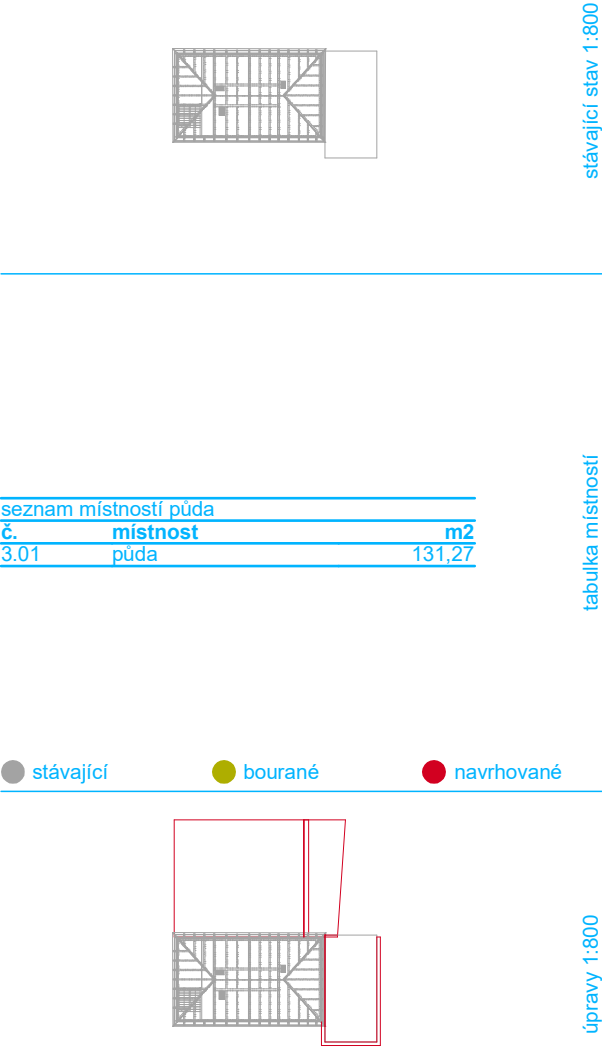 stávající stav 1:800
seznam místností půda
č. místnost m2
3.01 půda 131,27
tabulka místností
stávající bourané navrhované
úpravy 1:800